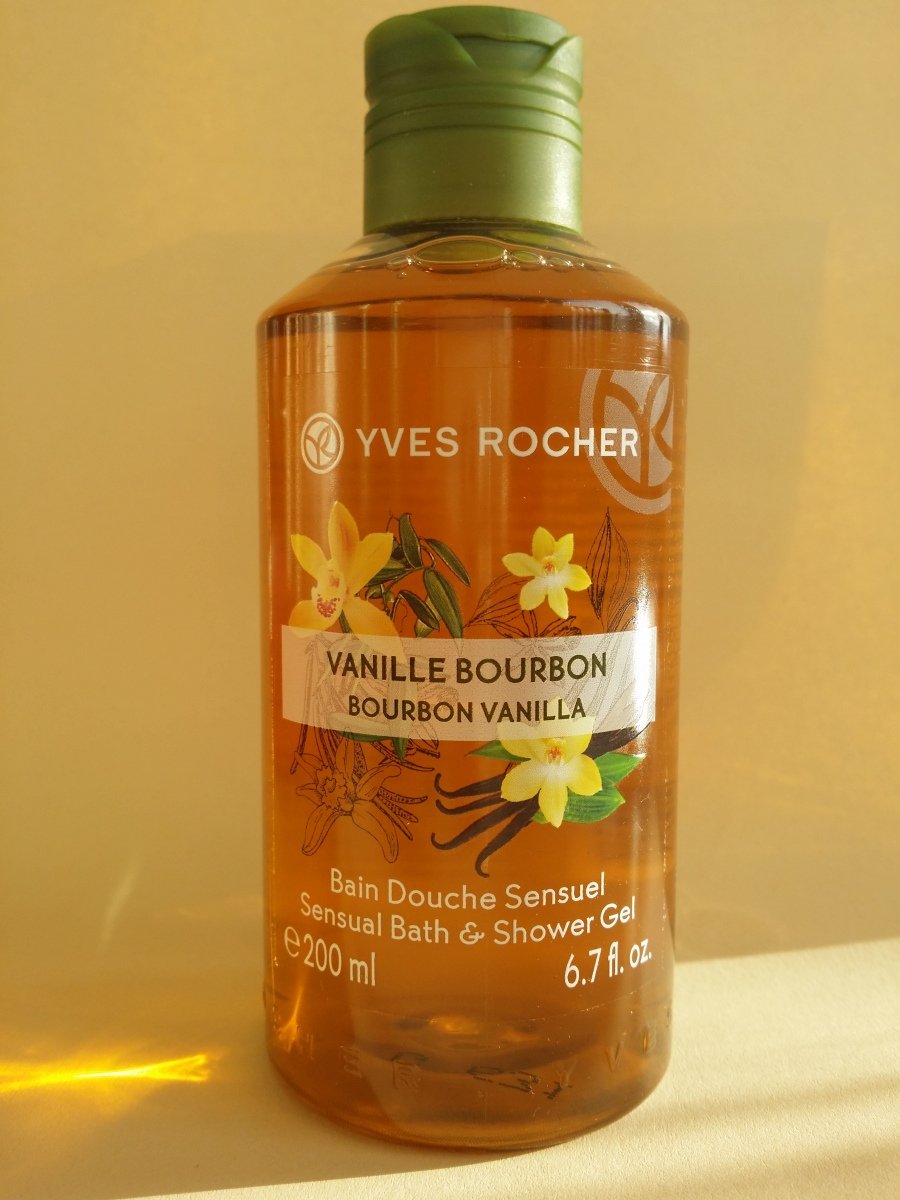 YVES ROCHER
VANILLE BOURBON
BOURBON VANILLA
Bain Douche Sensuel
Sensual Bath & Shower Gel
℮ 200 ml 6.7 fl. oz.